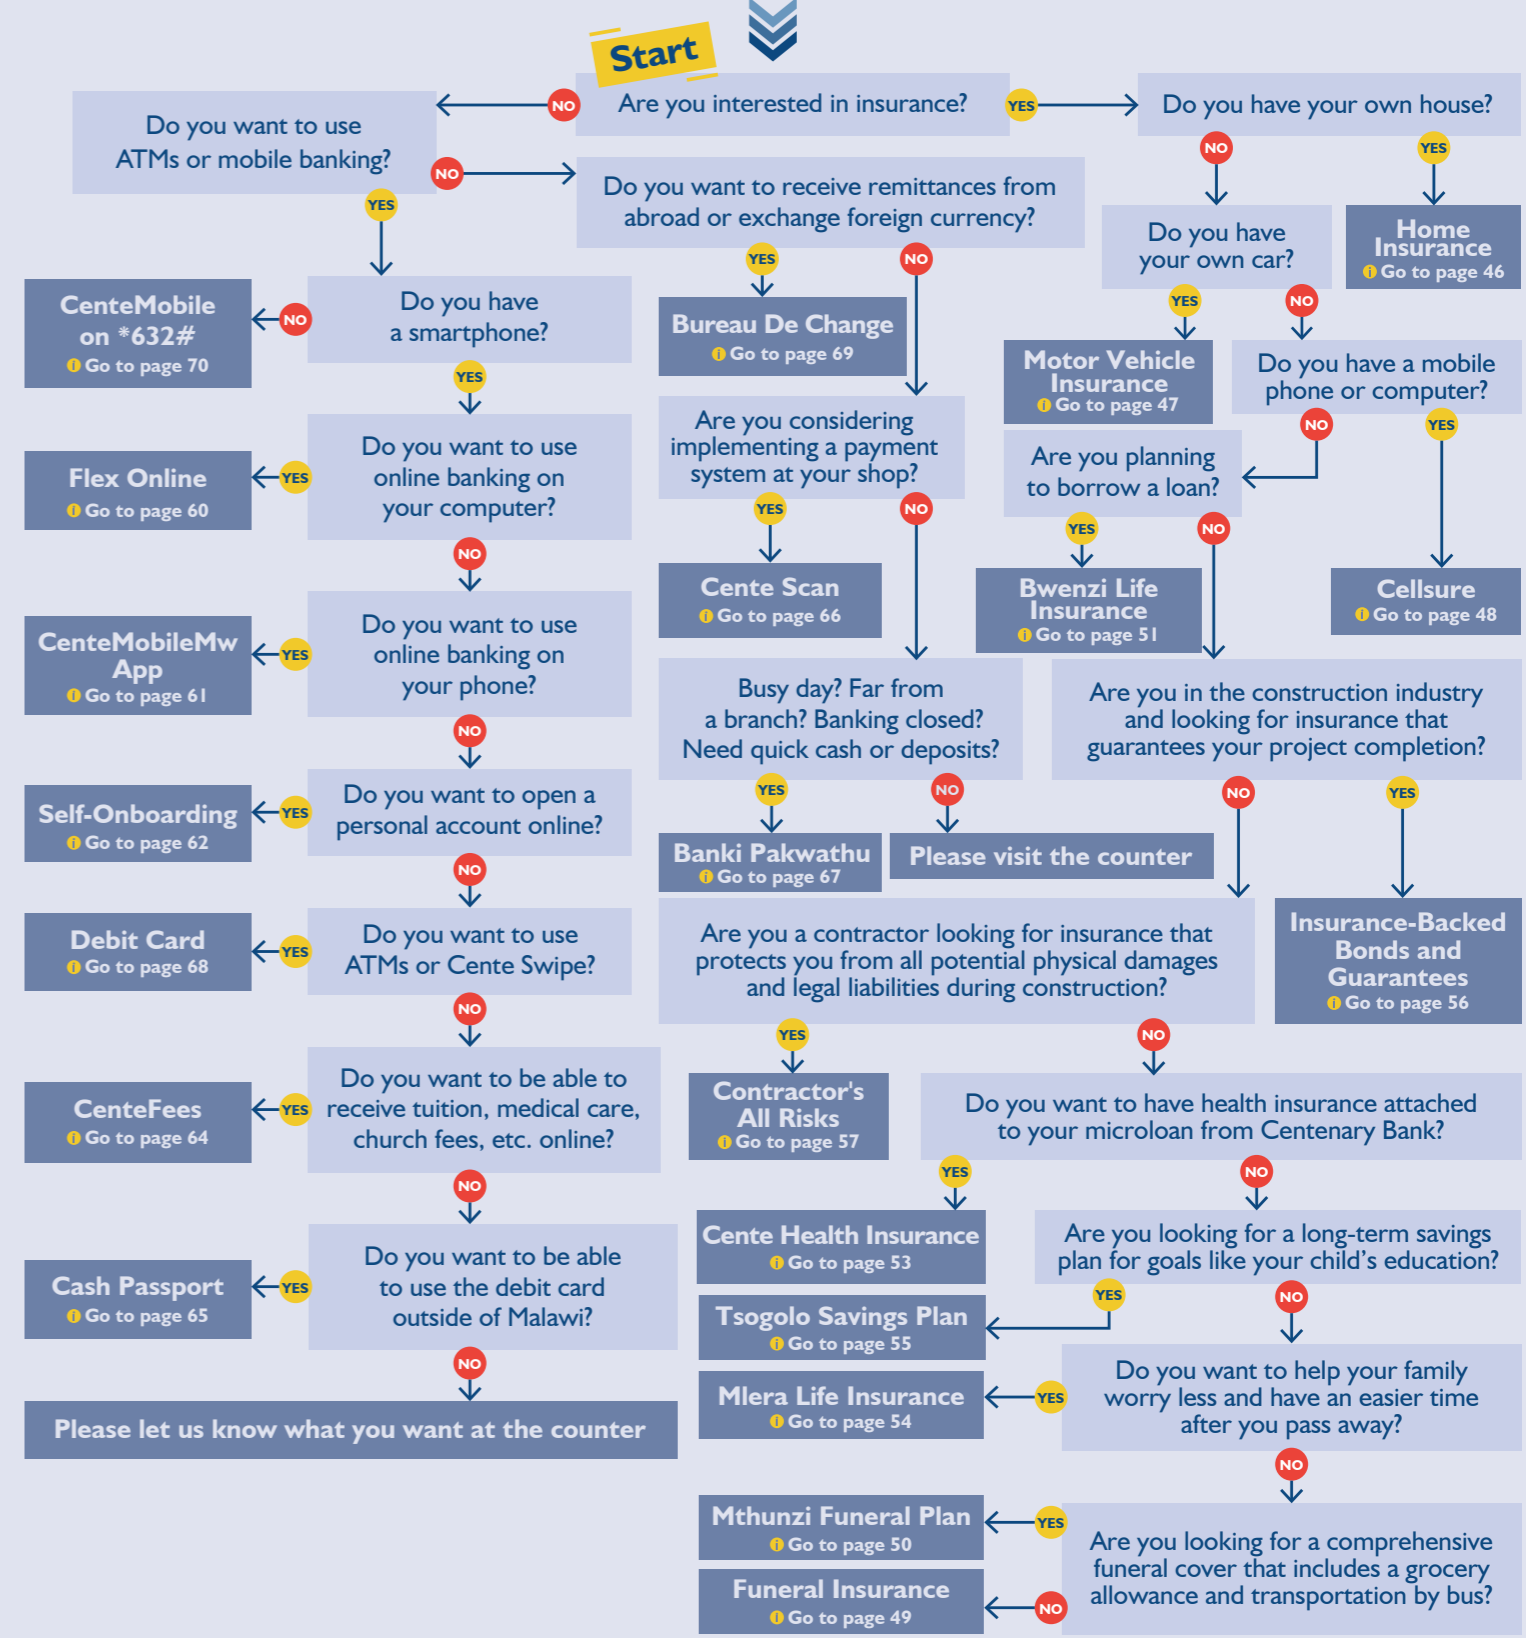 Start
Are you interested in insurance?
NO
YES
Do you want to use
ATMs or mobile banking?
NO
YES
Do you have your own house?
NO
YES
Do you want to receive remittances from
abroad or exchange foreign currency?
YES
NO
Do you have
your own car?
YES
NO
Home
Insurance
Go to page 46
CenteMobile
on *632#
Go to page 70
NO
Do you have
a smartphone?
YES
Bureau De Change
Go to page 69
Motor Vehicle
Insurance
Go to page 47
Do you have a mobile
phone or computer?
NO
YES
Flex Online
Go to page 60
YES
Do you want to use
online banking on
your computer?
NO
Are you considering
implementing a payment
system at your shop?
YES
NO
Are you planning
to borrow a loan?
YES
NO
Cente Scan
Go to page 66
Bwenzi Life
Insurance
Go to page 51
Cellsure
Go to page 48
CenteMobileMw
App
Go to page 61
YES
Do you want to use
online banking on
your phone?
NO
Busy day? Far from
a branch? Banking closed?
Need quick cash or deposits?
YES
NO
Are you in the construction industry
and looking for insurance that
guarantees your project completion?
NO
YES
Self-Onboarding
Go to page 62
YES
Do you want to open a
personal account online?
NO
Banki Pakwathu
Go to page 67
Please visit the counter
Debit Card
Go to page 68
YES
Do you want to use
ATMs or Cente Swipe?
NO
Are you a contractor looking for insurance that
protects you from all potential physical damages
and legal liabilities during construction?
YES
NO
Insurance-Backed
Bonds and
Guarantees
Go to page 56
CenteFees
Go to page 64
YES
Do you want to be able to
receive tuition, medical care,
church fees, etc. online?
NO
Contractor's
All Risks
Go to page 57
Do you want to have health insurance attached
to your microloan from Centenary Bank?
YES
NO
Cash Passport
Go to page 65
YES
Do you want to be able
to use the debit card
outside of Malawi?
NO
Cente Health Insurance
Go to page 53
Are you looking for a long-term savings
plan for goals like your child’s education?
YES
NO
Tsogolo Savings Plan
Go to page 55
Please let us know what you want at the counter
Mlera Life Insurance
Go to page 54
YES
Do you want to help your family
worry less and have an easier time
after you pass away?
NO
Mthunzi Funeral Plan
Go to page 50
YES
Are you looking for a comprehensive
funeral cover that includes a grocery
allowance and transportation by bus?
NO
Funeral Insurance
Go to page 49